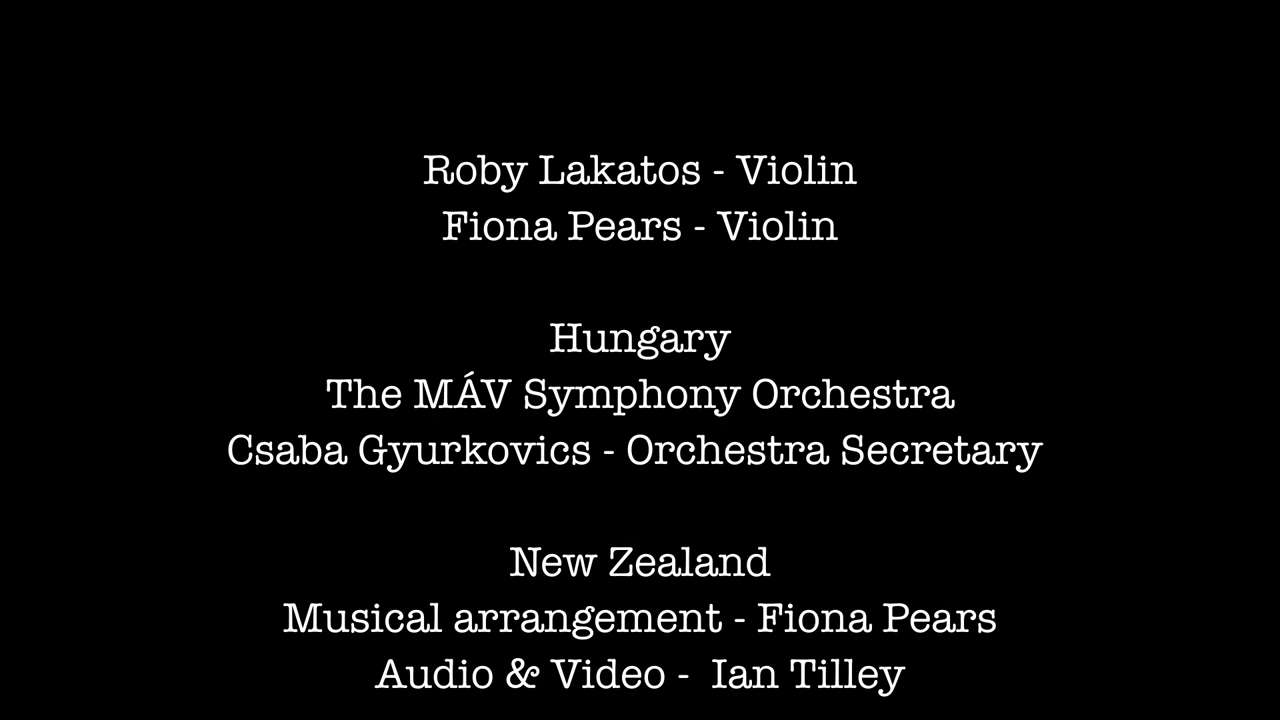 Roby Lakatos - Violin
Fiona Pears - Violin
Hungary
The MÁV Symphony Orchestra
Csaba Gyurkovics - Orchestra Secretary
New Zealand
Musical arrangement - Fiona Pears
Audio & Video -  Ian Tilley